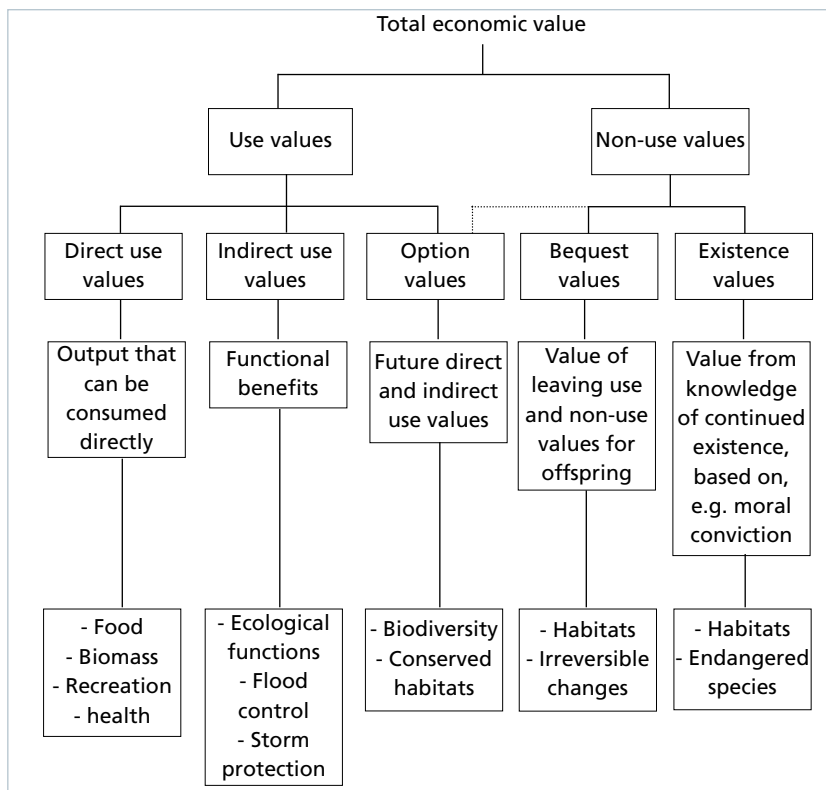 Total economic value
Use values
Non-use values
Direct use
values
Indirect use
values
Option
values
Bequest
values
Existence
values
Output that
can be
consumed
directly
Functional
benefits
Future direct
and indirect
use values
Value of
leaving use
and non-use
values for
offspring
Value from
knowledge
of continued
existence,
based on,
e.g. moral
conviction
- Food
- Biomass
- Recreation
- health
- Ecological
functions
- Flood
control
- Storm
protection
- Biodiversity
- Conserved
habitats
- Habitats
- Irreversible
changes
- Habitats
- Endangered
species